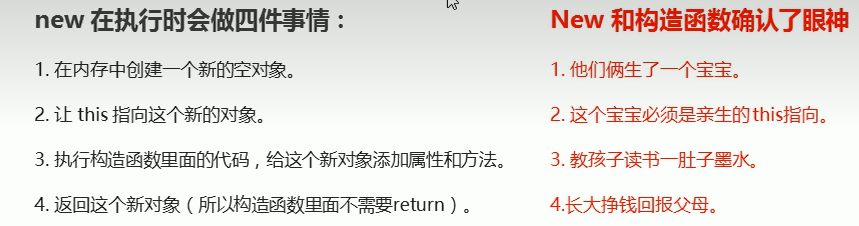 new 在执行时会做四件事情：
1. 在内存中创建一个新的空对象。
2. 让 this 指向这个新的对象。
3. 执行构造函数里面的代码，给这个新对象添加属性和方法。
4. 返回这个新对象（所以构造函数里面不需要return）。
New 和构造函数确认了眼神
1. 他们俩生了一个宝宝。
2. 这个宝宝必须是亲生的this指向。
3. 教孩子读书一肚子墨水。
4.长大挣钱回报父母。